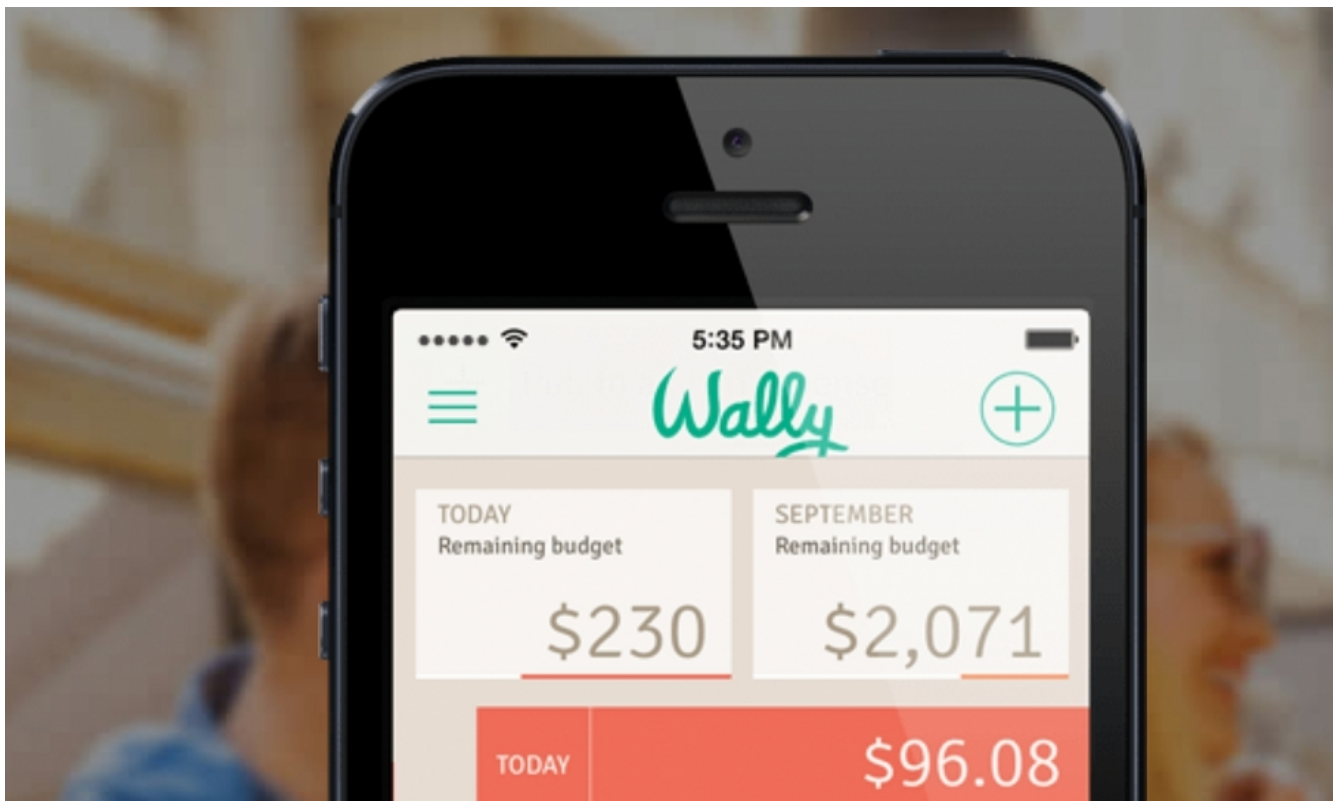 5:35 PM
Wally
TODAY
Remaining budget
$230
SEPTEMBER
Remaining budget
$2,071
TODAY
$96.08